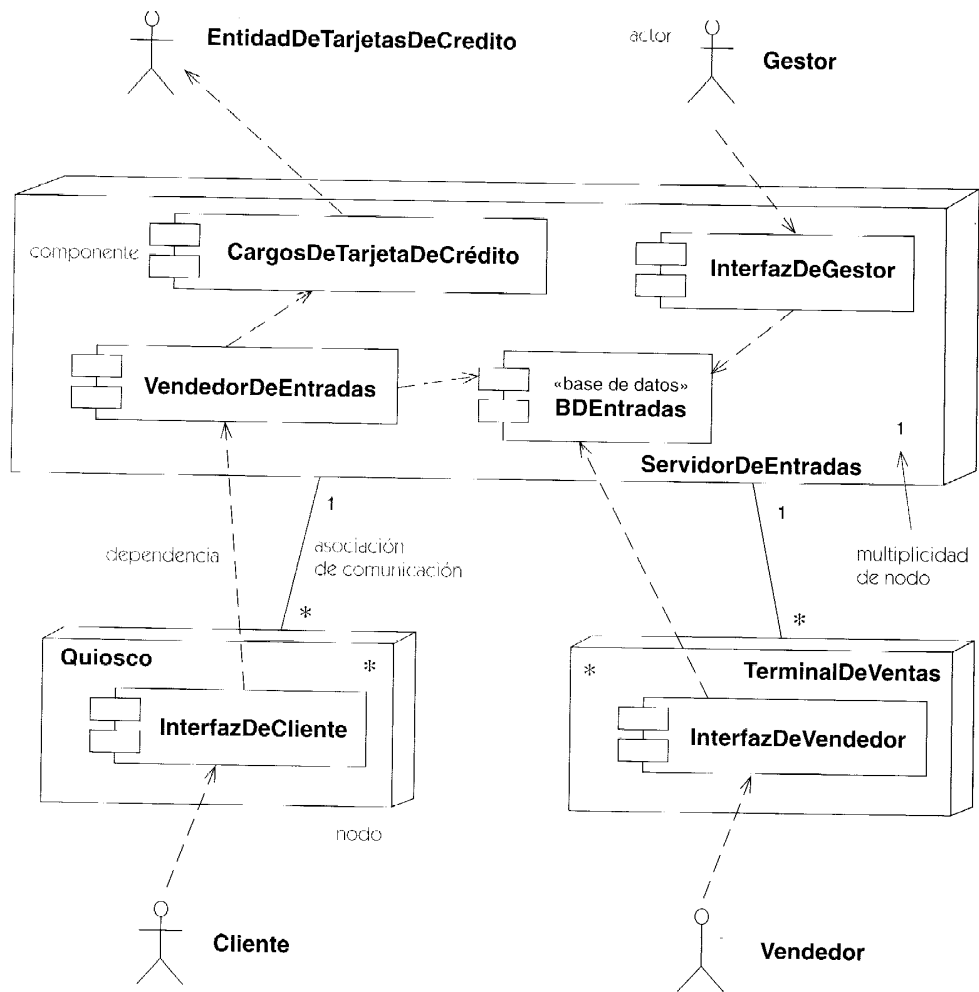 EntidadDeTarjetasDeCredito
actor
Gestor
componente
CargosDeTarjetaDeCrédito
InterfazDeGestor
VendedorDeEntradas
«base de datos»
BDEntradas
1
ServidorDeEntradas
1
1
dependencia
asociación
de comunicación
multiplicidad
de nodo
*
*
Quiosco
*
*
TerminalDeVentas
InterfazDeCliente
InterfazDeVendedor
nodo
Cliente
Vendedor